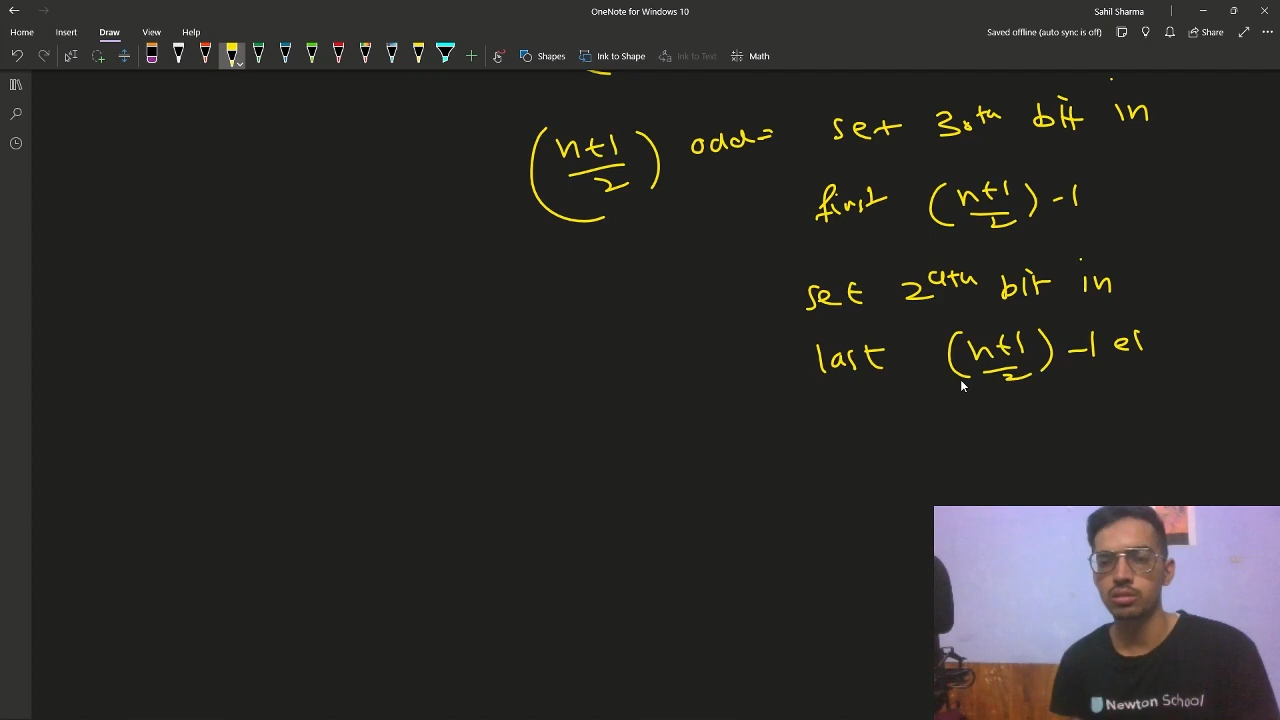 OneNote for Windows 10
Sahil Sharma
Home Insert Draw View Help
Saved offline (auto sync is off)
Share
Shapes Ink to Shape Ink to Text Math
(n+1/2) odd = set 30th bit in
first (n+1/2) -1
set 29th bit in
last (n+1/2) -1 el
Newton School